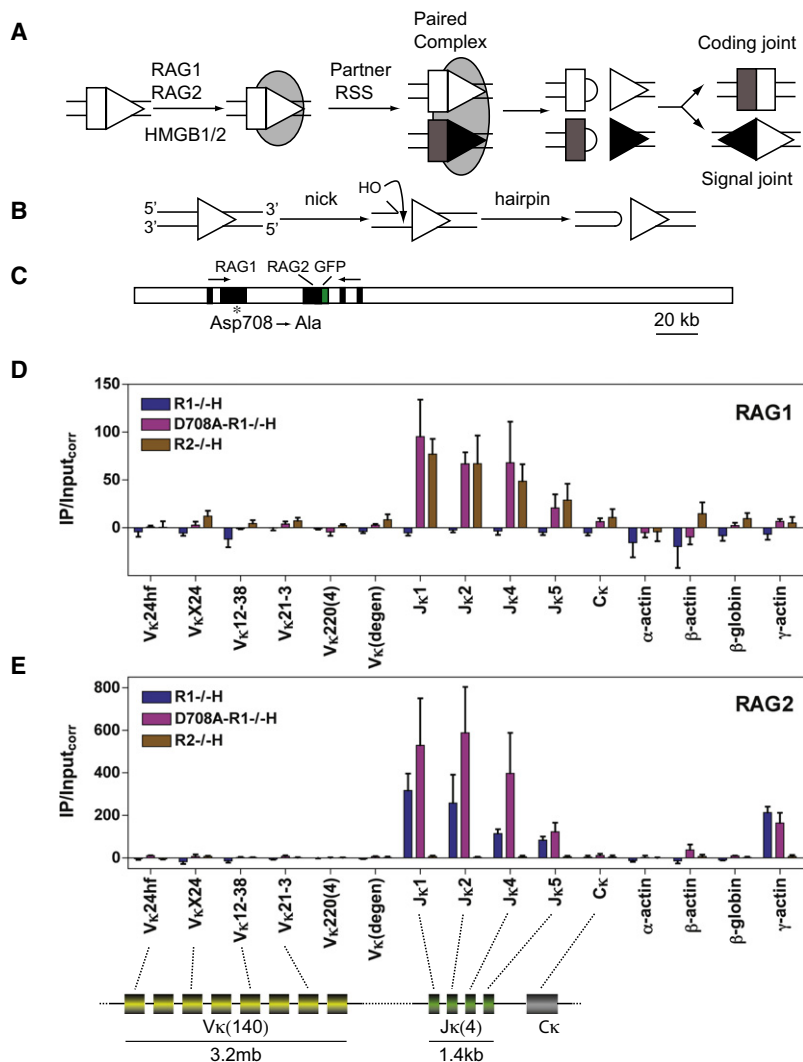 A
RAG1
RAG2
HMGB1/2
Partner
RSS
Paired
Complex
Coding joint
Signal joint
B
5'
3'
3'
5'
nick
HO
hairpin
C
RAG1
RAG2
GFP
*
Asp708 → Ala
20 kb
D
RAG1
R1-/-H
D708A-R1-/-H
R2-/-H
IP/Inputcorr
150
100
50
0
Vκ24hf
VκX24
Vκ12-38
Vκ21-3
Vκ220(4)
Vκ(degen)
Jκ1
Jκ2
Jκ4
Jκ5
Cκ
α-actin
β-actin
β-globin
γ-actin
E
RAG2
R1-/-H
D708A-R1-/-H
R2-/-H
IP/Inputcorr
800
600
400
200
0
Vκ24hf
VκX24
Vκ12-38
Vκ21-3
Vκ220(4)
Vκ(degen)
Jκ1
Jκ2
Jκ4
Jκ5
Cκ
α-actin
β-actin
β-globin
γ-actin
Vκ(140)
3.2mb
Jκ(4)
1.4kb
Cκ